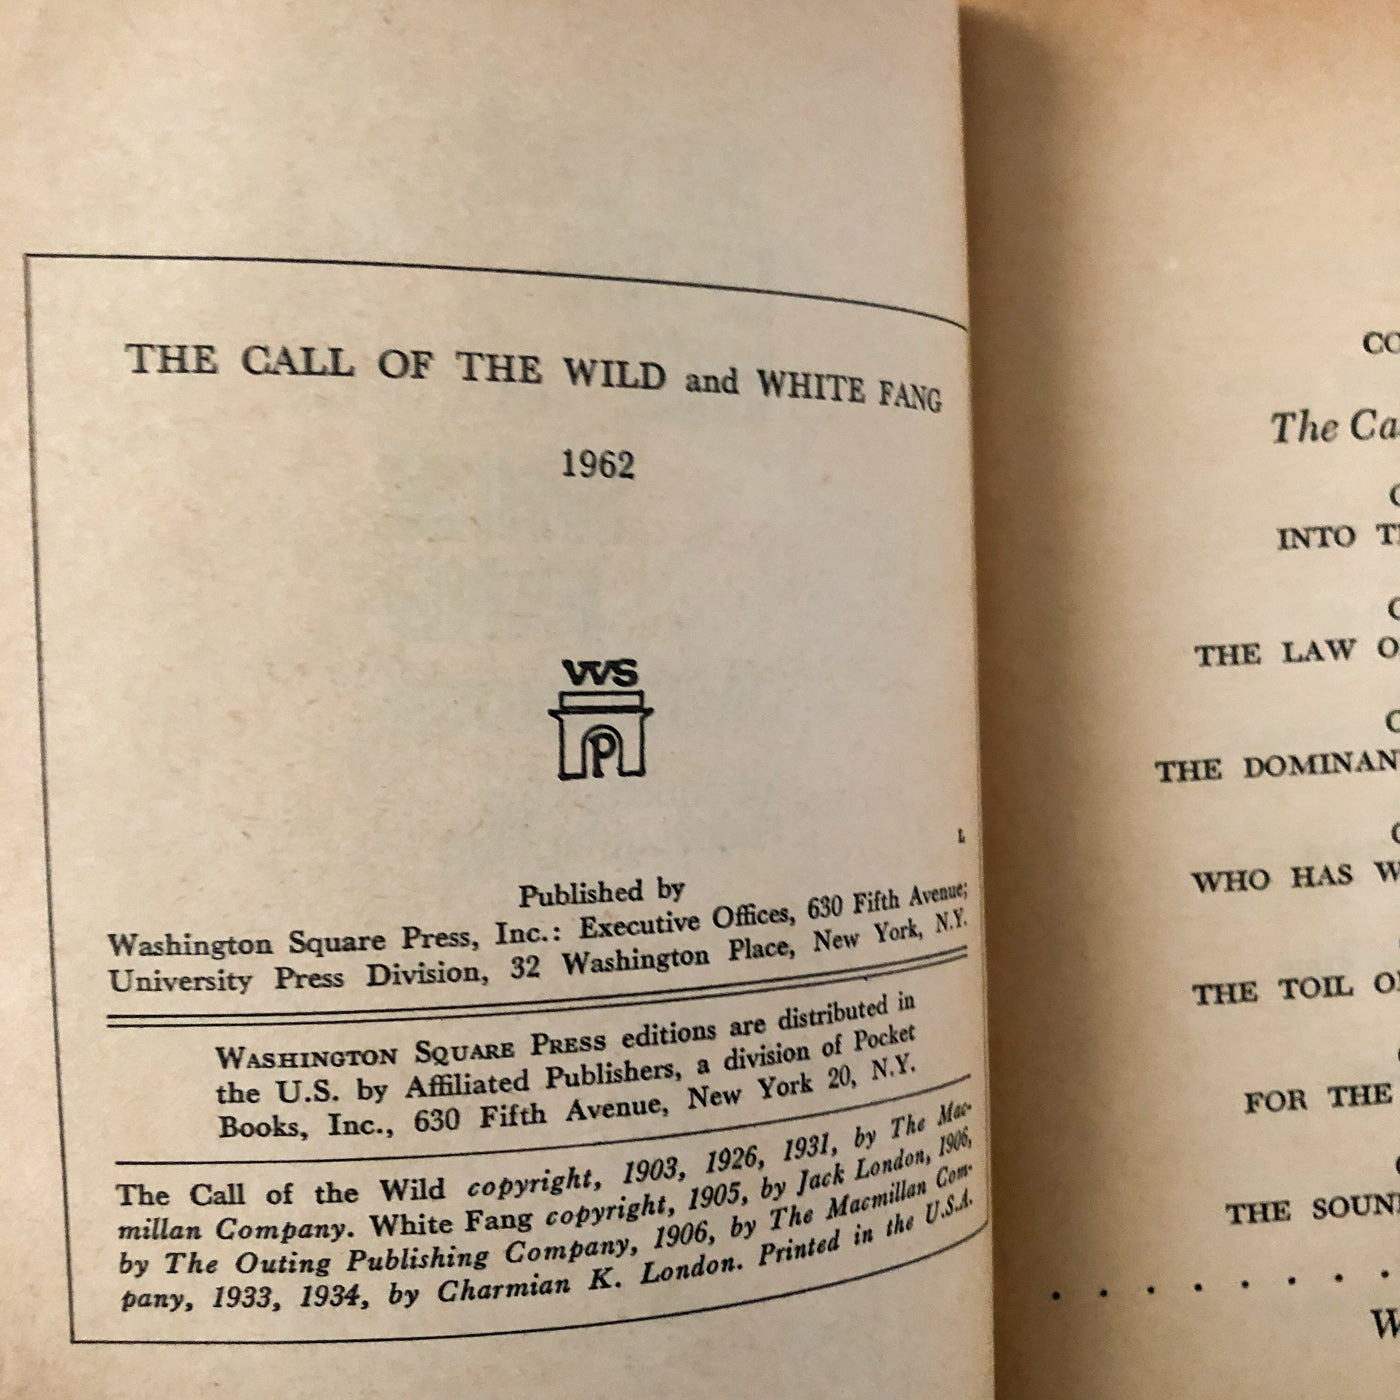 THE CALL OF THE WILD and WHITE FANG
1962
WS
P
L
Published by
Washington Square Press, Inc.: Executive Offices, 630 Fifth Avenue;
University Press Division, 32 Washington Place, New York, N.Y.
WASHINGTON SQUARE PRESS editions are distributed in
the U.S. by Affiliated Publishers, a division of Pocket
Books, Inc., 630 Fifth Avenue, New York 20, N.Y.
The Call of the Wild copyright, 1903, 1926, 1931, by The Mac-
millan Company. White Fang copyright, 1905, by Jack London, 1906,
by The Outing Publishing Company, 1906, by The Macmillan Com-
pany, 1933, 1934, by Charmian K. London. Printed in the U.S.A.
CO
The Ca
INTO T
THE LAW O
THE DOMINAN
WHO HAS W
THE TOIL O
FOR THE
THE SOUN
. . . . . . .
W